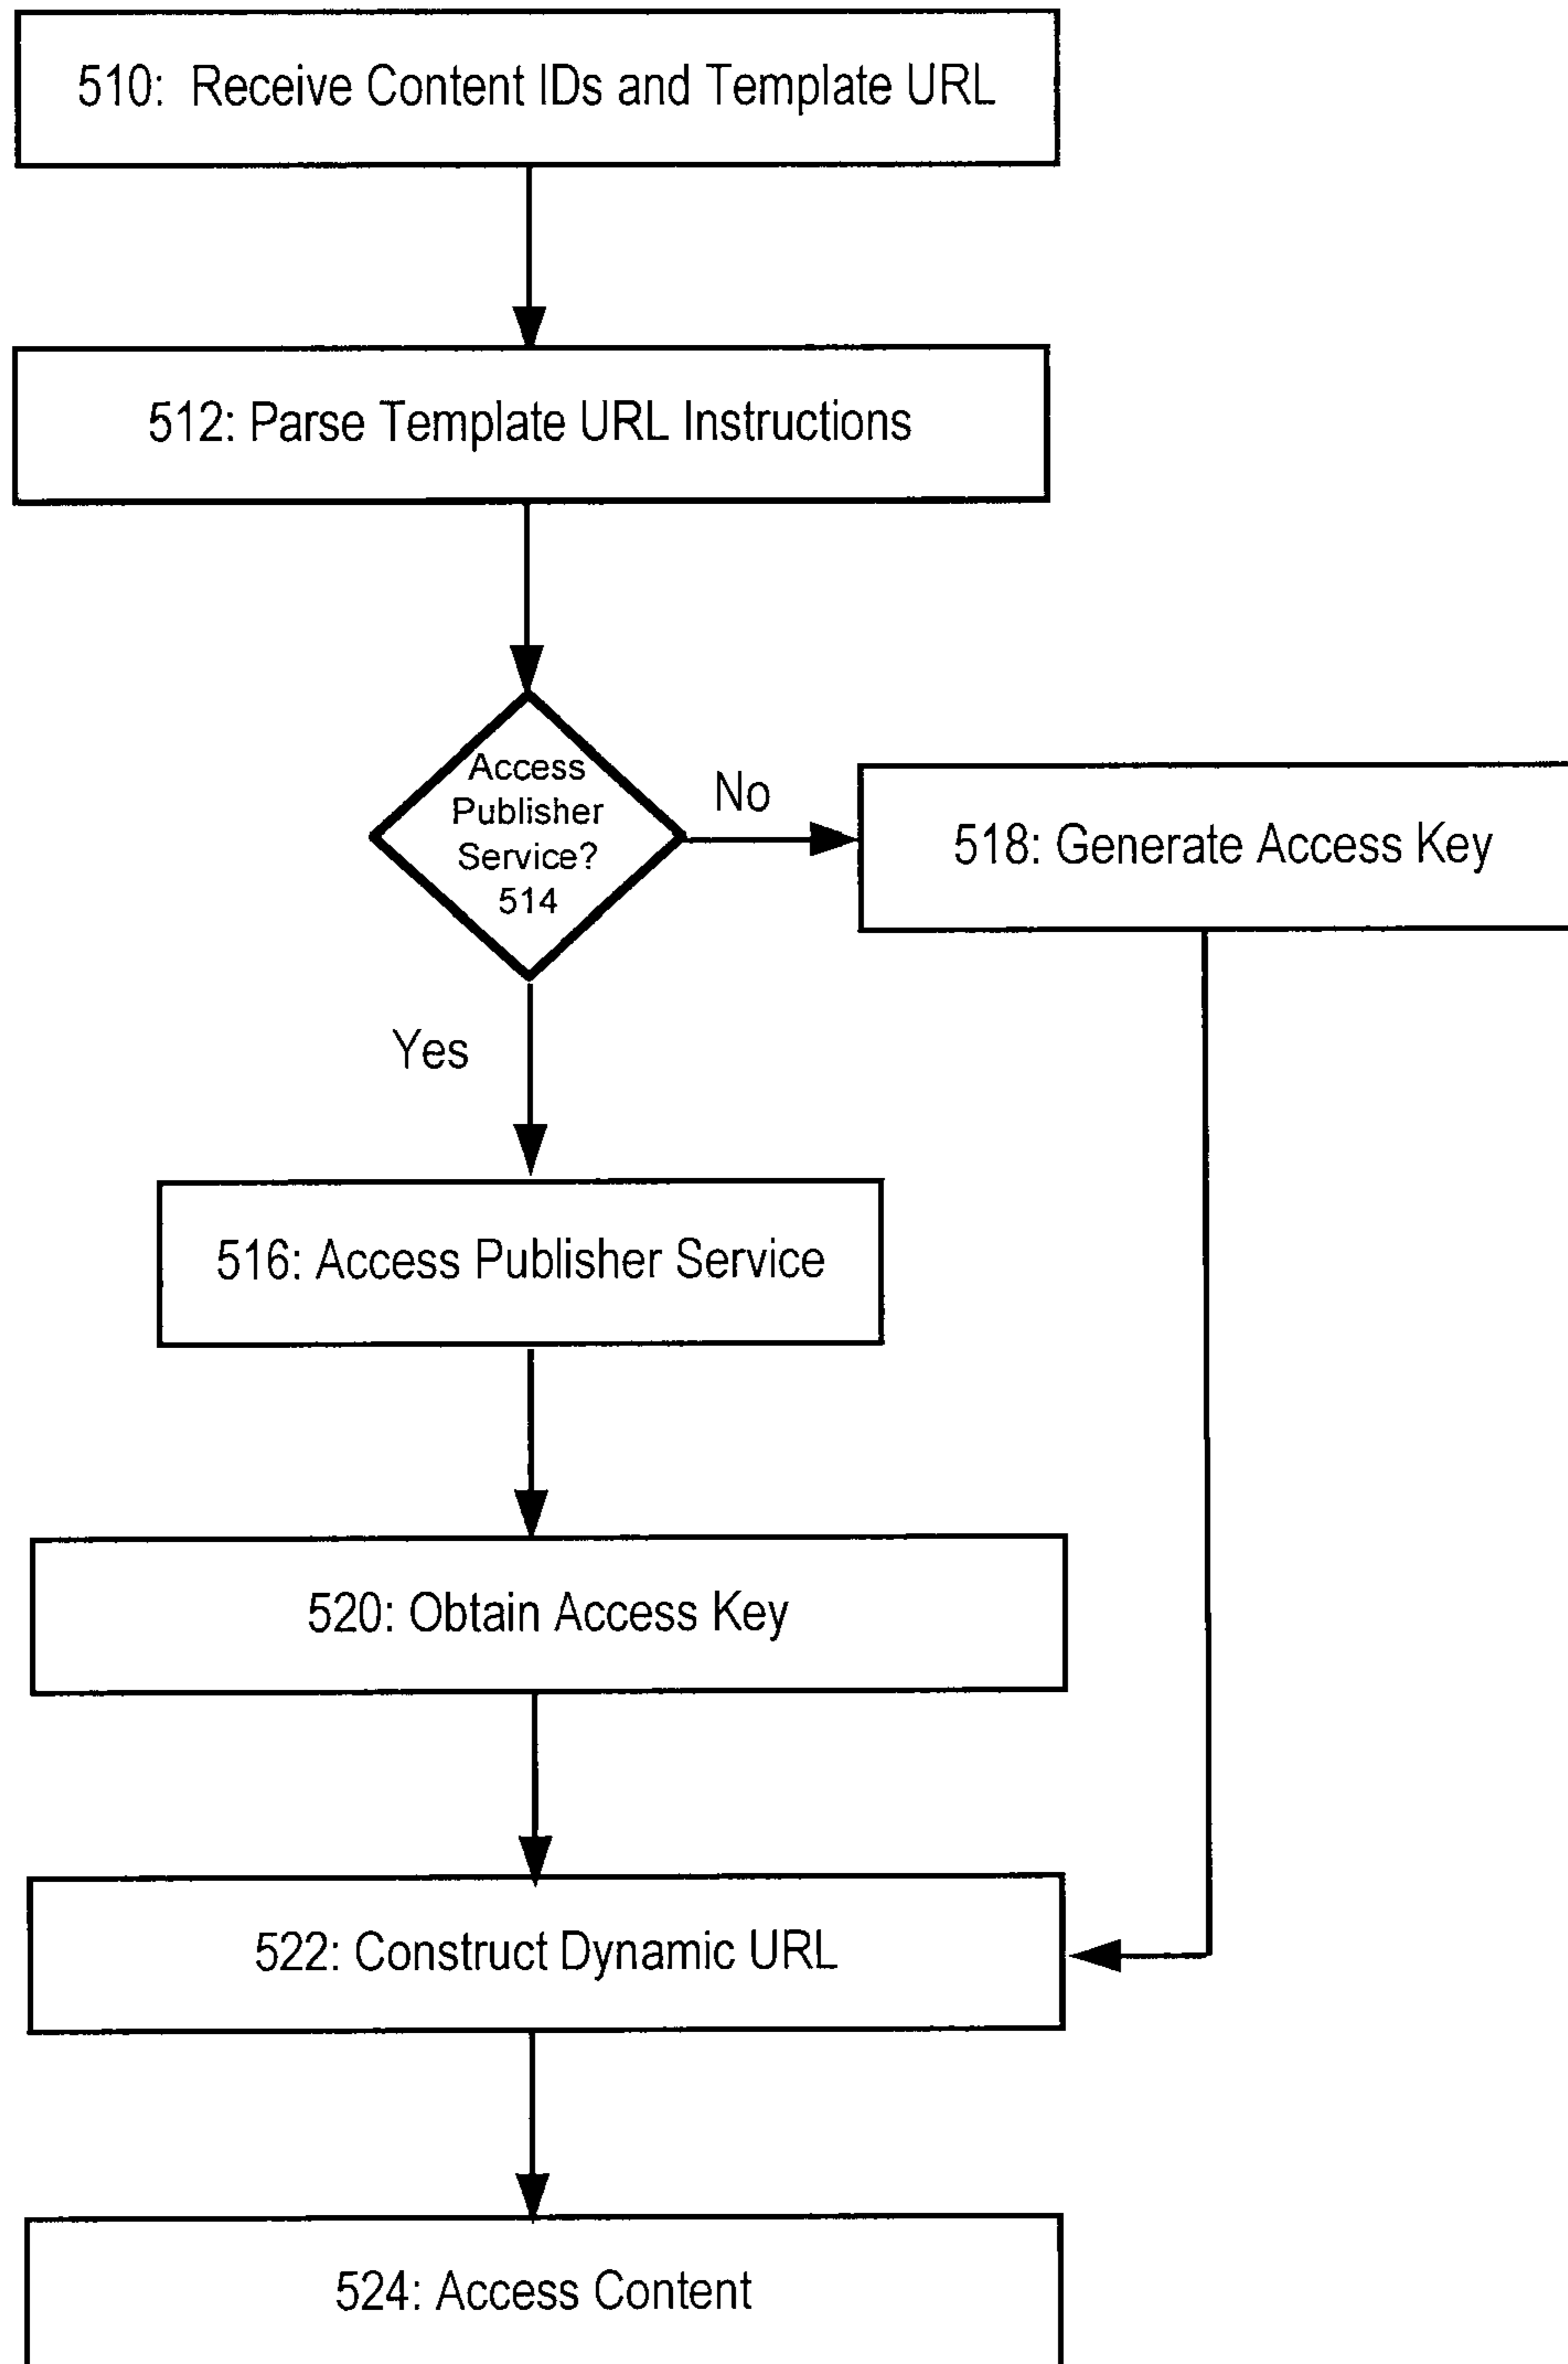 510: Receive Content IDs and Template URL
512: Parse Template URL Instructions
Access
Publisher
Service?
514
No
518: Generate Access Key
Yes
516: Access Publisher Service
520: Obtain Access Key
522: Construct Dynamic URL
524: Access Content